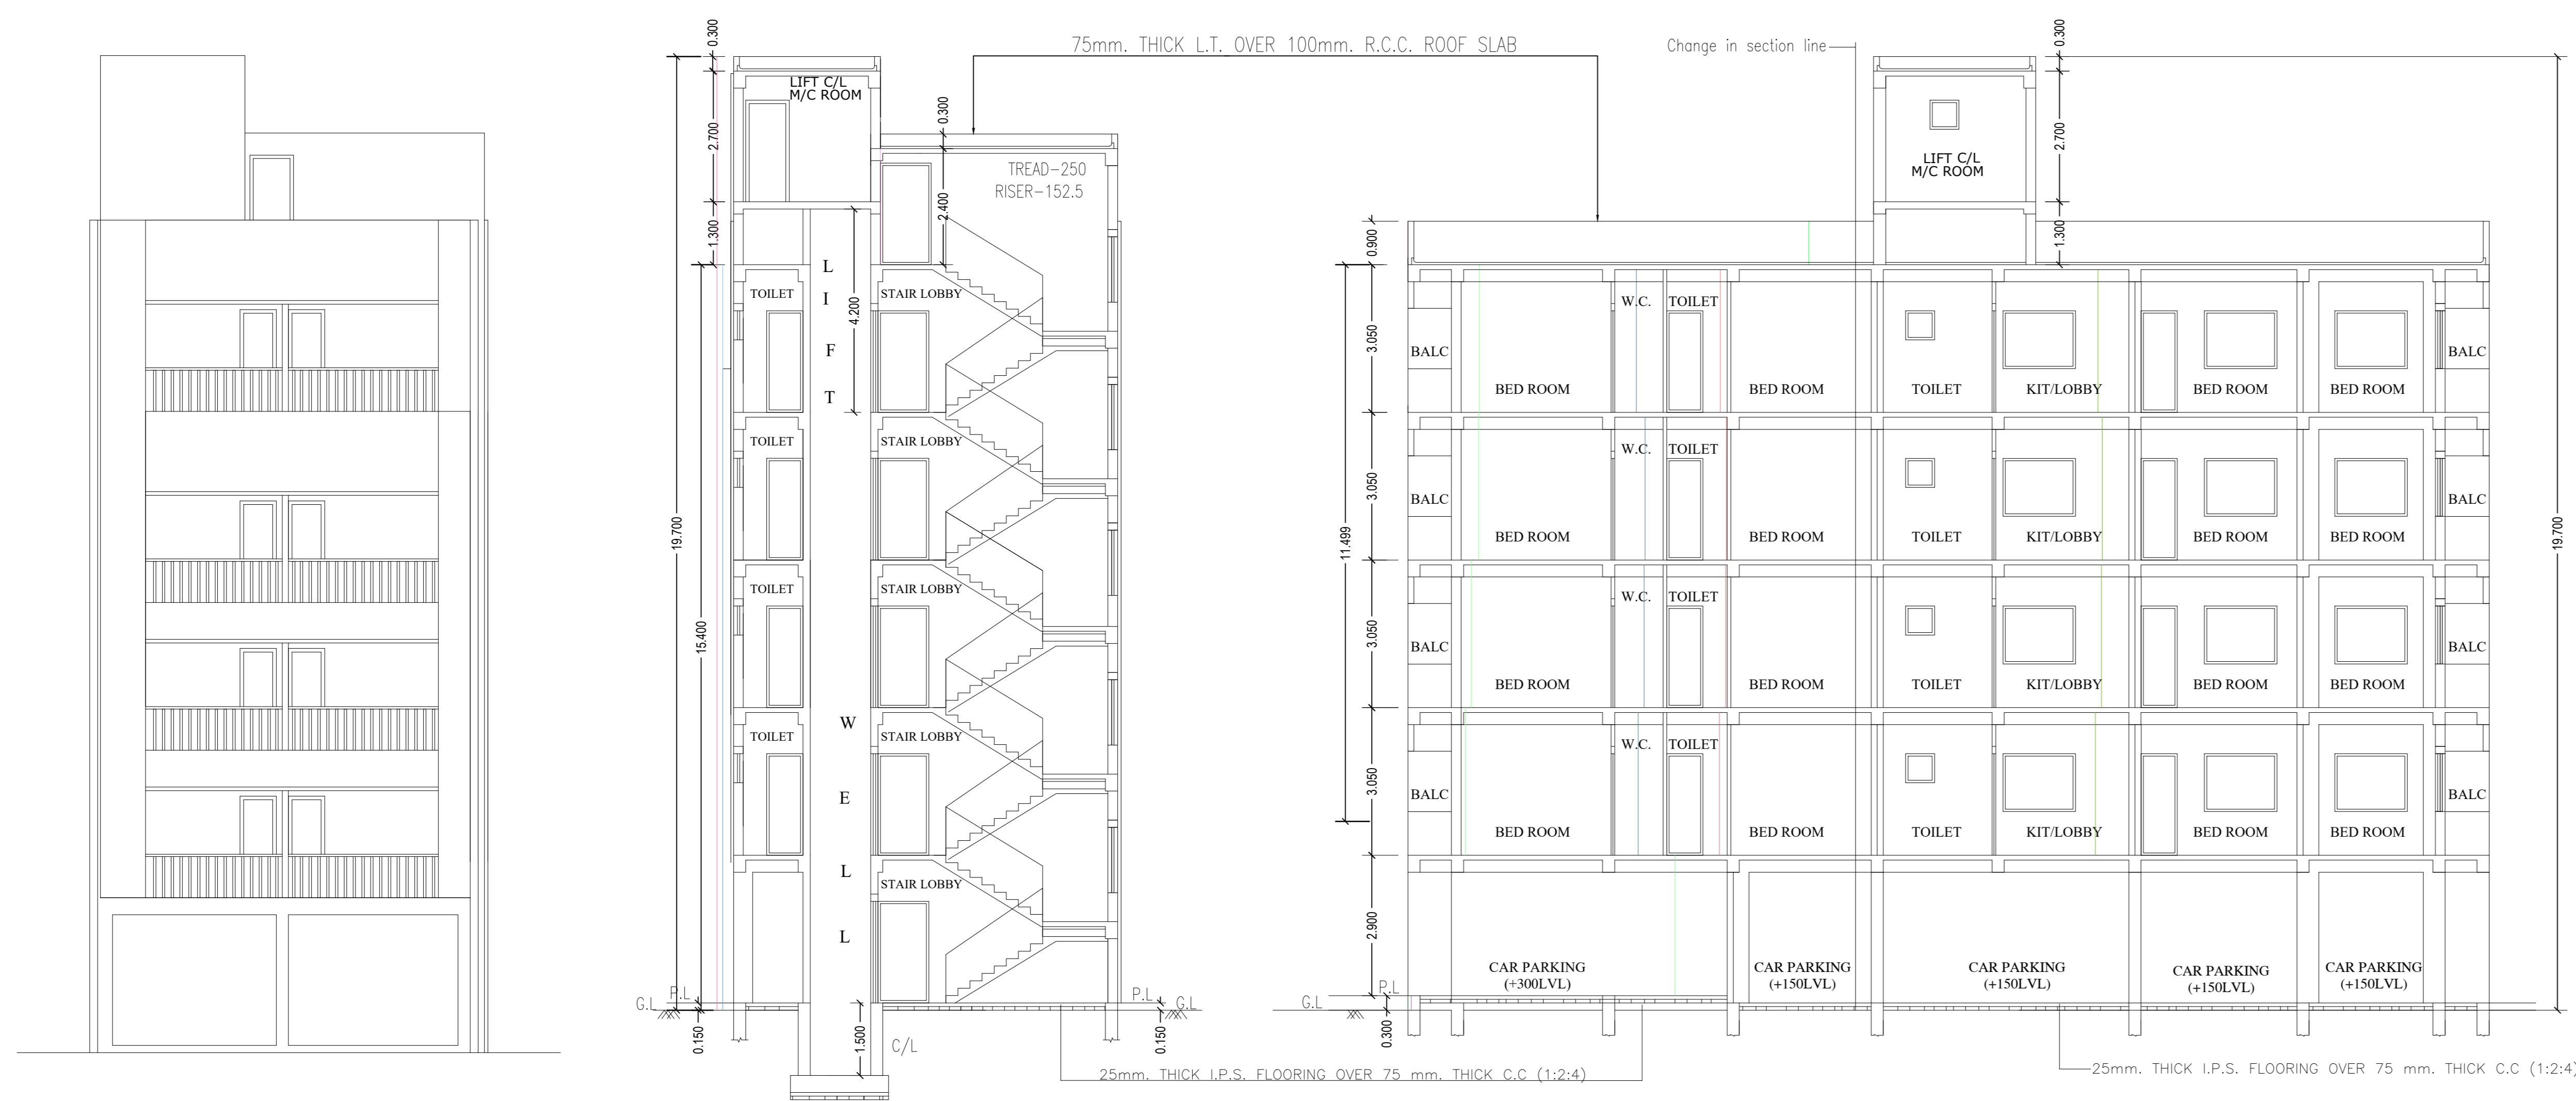 75mm. THICK L.T. OVER 100mm. R.C.C. ROOF SLAB
Change in section line
0.300
2.700
1.300
19.700
15.400
0.150
LIFT C/L
M/C ROOM
0.300
2.400
TREAD-250
RISER-152.5
4.200
L
I
F
T
W
E
L
L
TOILET
STAIR LOBBY
TOILET
STAIR LOBBY
TOILET
STAIR LOBBY
TOILET
STAIR LOBBY
STAIR LOBBY
G.L
P.L
P.L
G.L
0.150
1.500
C/L
25mm. THICK I.P.S. FLOORING OVER 75 mm. THICK C.C (1:2:4)
LIFT C/L
M/C ROOM
0.300
2.700
1.300
19.700
0.900
3.050
3.050
3.050
3.050
2.900
0.300
11.499
W.C.
TOILET
BALC
BALC
BED ROOM
BED ROOM
TOILET
KIT/LOBBY
BED ROOM
BED ROOM
W.C.
TOILET
BALC
BALC
BED ROOM
BED ROOM
TOILET
KIT/LOBBY
BED ROOM
BED ROOM
W.C.
TOILET
BALC
BALC
BED ROOM
BED ROOM
TOILET
KIT/LOBBY
BED ROOM
BED ROOM
W.C.
TOILET
BALC
BALC
BED ROOM
BED ROOM
TOILET
KIT/LOBBY
BED ROOM
BED ROOM
CAR PARKING
(+300LVL)
CAR PARKING
(+150LVL)
CAR PARKING
(+150LVL)
CAR PARKING
(+150LVL)
CAR PARKING
(+150LVL)
G.L
P.L
25mm. THICK I.P.S. FLOORING OVER 75 mm. THICK C.C (1:2:4)